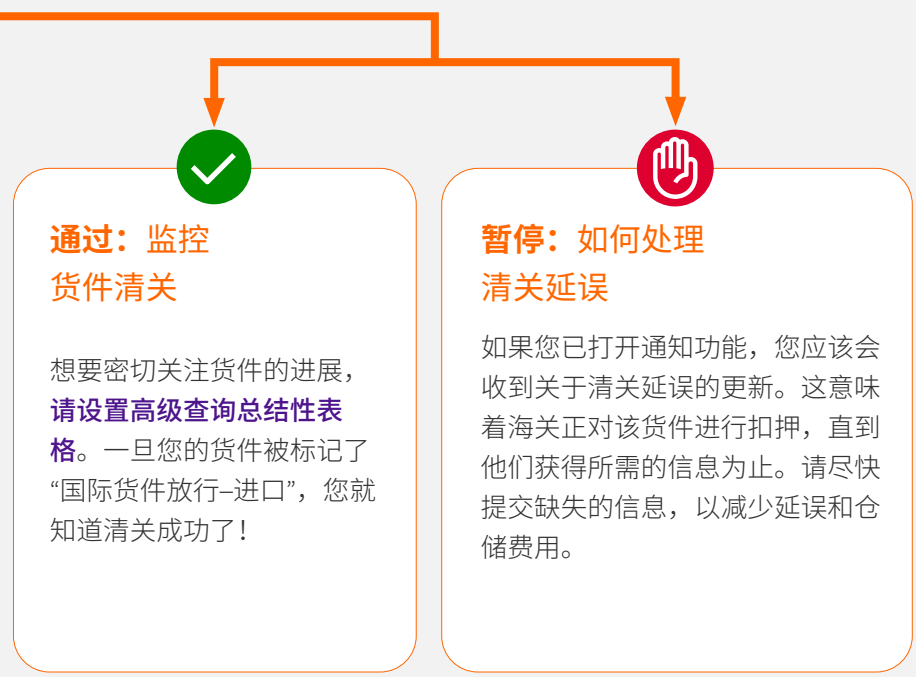 通过：监控
货件清关
想要密切关注货件的进展，
请设置高级查询总结性表
格。一旦您的货件被标记了
“国际货件放行–进口”，您就
知道清关成功了！
暂停：如何处理
清关延误
如果您已打开通知功能，您应该会
收到关于清关延误的更新。这意味
着海关正对该货件进行扣押，直到
他们获得所需的信息为止。请尽快
提交缺失的信息，以减少延误和仓
储费用。